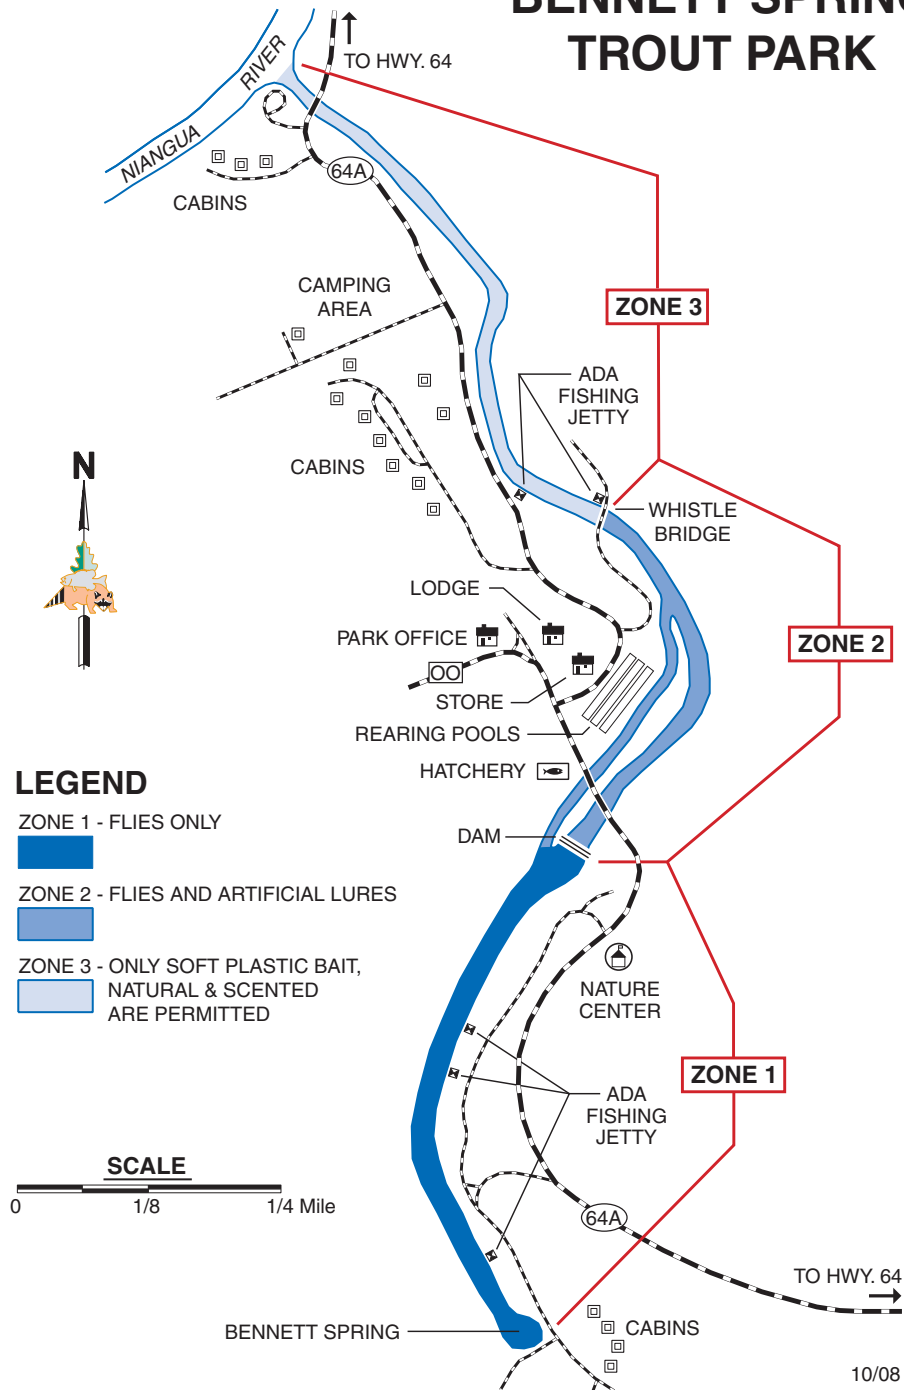 BENNETT SPRING
TROUT PARK
TO HWY. 64
RIVER
NIANGUA
64A
CABINS
CAMPING
AREA
ZONE 3
ADA
FISHING
JETTY
CABINS
N
WHISTLE
BRIDGE
LODGE
PARK OFFICE
ZONE 2
STORE
REARING POOLS
HATCHERY
DAM
LEGEND
ZONE 1 - FLIES ONLY
ZONE 2 - FLIES AND ARTIFICIAL LURES
ZONE 3 - ONLY SOFT PLASTIC BAIT,
NATURAL & SCENTED
ARE PERMITTED
NATURE
CENTER
ZONE 1
ADA
FISHING
JETTY
SCALE
0 1/8 1/4 Mile
64A
TO HWY. 64
BENNETT SPRING
CABINS
10/08